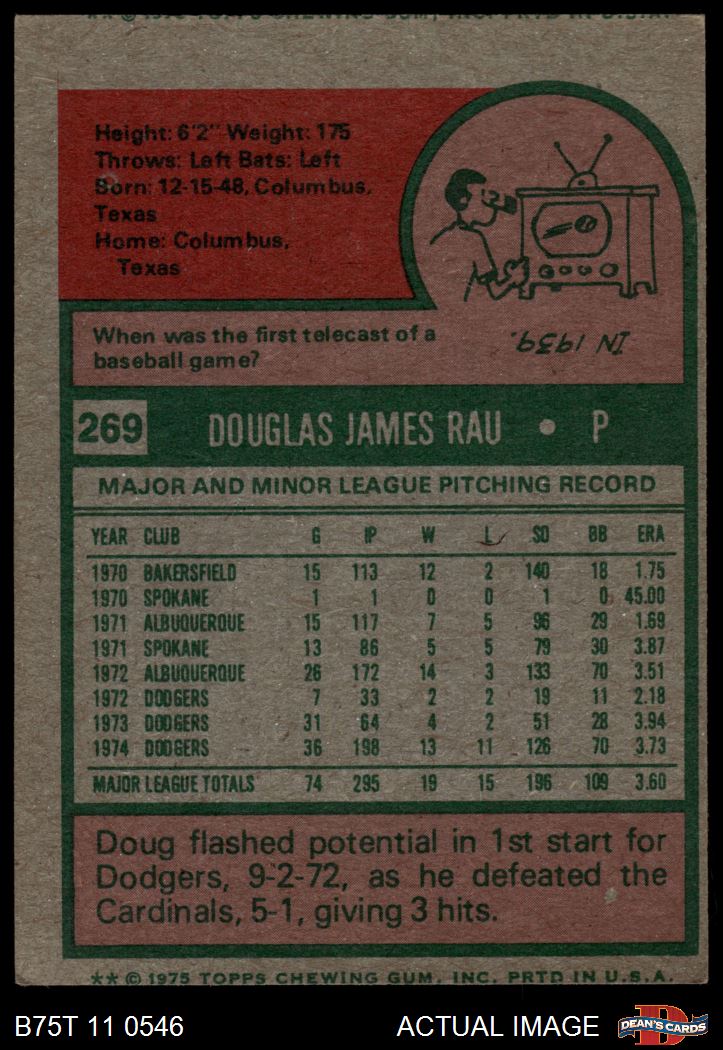 ** © 1975 TOPPS CHEWING GUM, INC. PRTD IN U.S.A.
Height: 6'2" Weight: 175
Throws: Left Bats: Left
Born: 12-15-48, Columbus,
Texas
Home: Columbus,
Texas
When was the first telecast of a
baseball game?
IN 1939.
269 DOUGLAS JAMES RAU • P
MAJOR AND MINOR LEAGUE PITCHING RECORD
YEAR CLUB G IP W L SO BB ERA
1970 BAKERSFIELD 15 113 12 2 140 18 1.75
1970 SPOKANE 1 1 0 0 1 0 45.00
1971 ALBUQUERQUE 15 117 7 5 96 29 1.69
1971 SPOKANE 13 86 5 5 79 30 3.87
1972 ALBUQUERQUE 26 172 14 3 133 70 3.51
1972 DODGERS 7 33 2 2 19 11 2.18
1973 DODGERS 31 64 4 2 51 28 3.94
1974 DODGERS 36 198 13 11 126 70 3.73
MAJOR LEAGUE TOTALS 74 295 19 15 196 109 3.60
Doug flashed potential in 1st start for
Dodgers, 9-2-72, as he defeated the
Cardinals, 5-1, giving 3 hits.
** © 1975 TOPPS CHEWING GUM, INC. PRTD IN U.S.A.
B75T 11 0546 ACTUAL IMAGE D DEAN'S CARDS